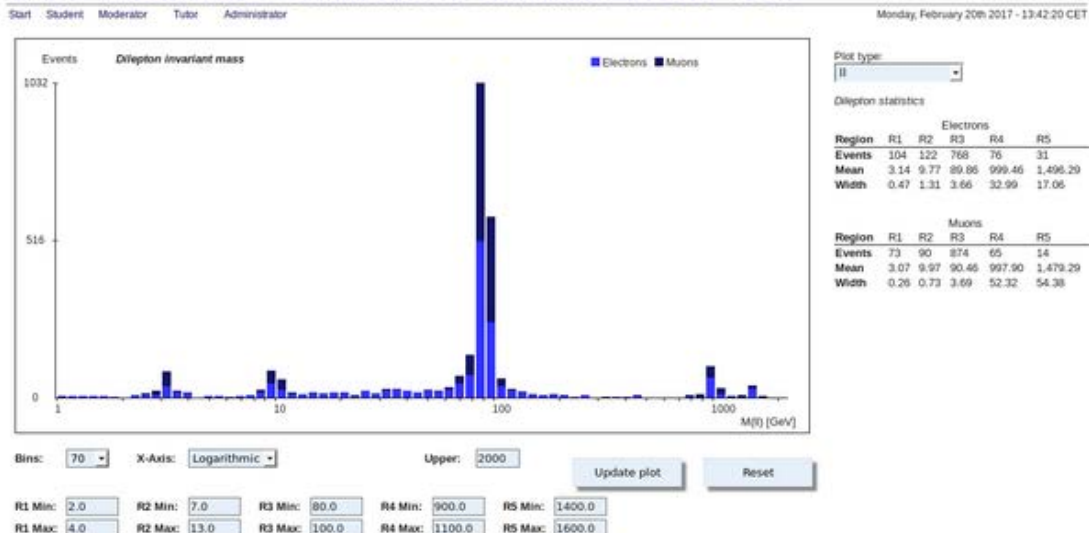 Start Student Moderator Tutor Administrator Monday, February 20th 2017 - 13:42:20 CET
Events Dilepton invariant mass Electrons Muons
1032
516
0
1 10 100 1000
M(ll) [GeV]
Plot type:
ll
Dilepton statistics
Electrons
Region R1 R2 R3 R4 R5
Events 104 122 768 76 31
Mean 3.14 9.77 89.86 999.46 1,496.29
Width 0.47 1.31 3.66 32.99 17.06
Muons
Region R1 R2 R3 R4 R5
Events 73 90 874 65 14
Mean 3.07 9.97 90.46 997.90 1,479.29
Width 0.26 0.73 3.69 52.32 54.38
Bins: 70 X-Axis: Logarithmic Upper: 2000 Update plot Reset
R1 Min: 2.0 R2 Min: 7.0 R3 Min: 80.0 R4 Min: 900.0 R5 Min: 1400.0
R1 Max: 4.0 R2 Max: 13.0 R3 Max: 100.0 R4 Max: 1100.0 R5 Max: 1600.0